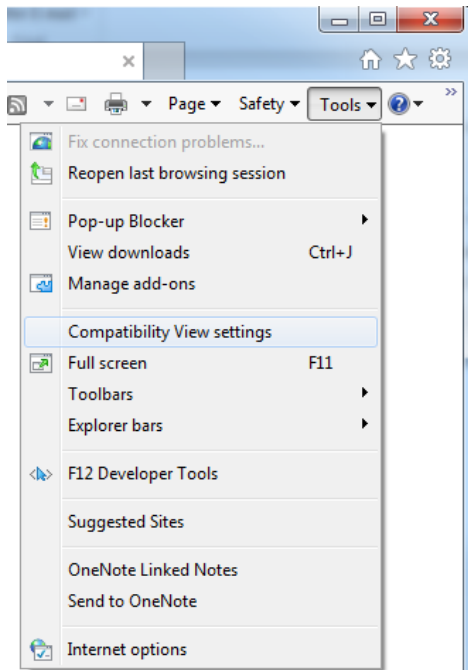 Page Safety Tools
Fix connection problems...
Reopen last browsing session
Pop-up Blocker
View downloads Ctrl+J
Manage add-ons
Compatibility View settings
Full screen F11
Toolbars
Explorer bars
F12 Developer Tools
Suggested Sites
OneNote Linked Notes
Send to OneNote
Internet options